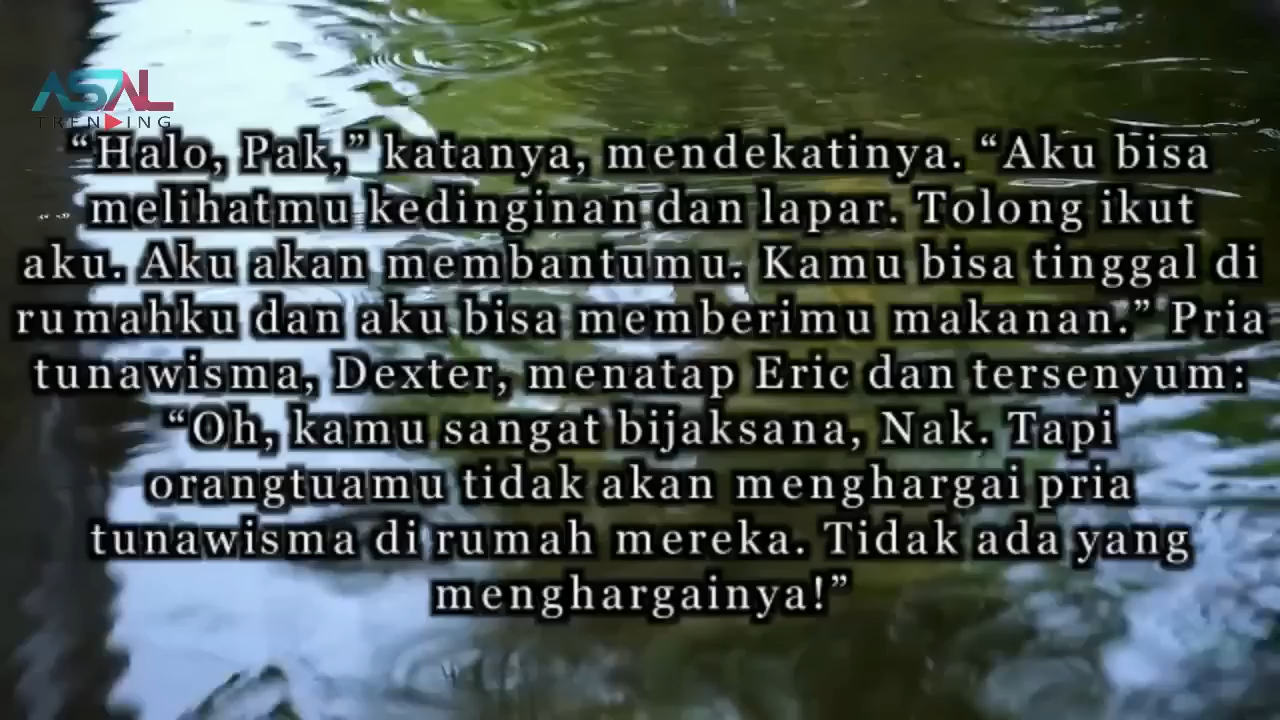 ASAL
TRENDING
“Halo, Pak,” katanya, mendekatinya. “Aku bisa
melihatmu kedinginan dan lapar. Tolong ikut
aku. Aku akan membantumu. Kamu bisa tinggal di
rumahku dan aku bisa memberimu makanan.” Pria
tunawisma, Dexter, menatap Eric dan tersenyum:
“Oh, kamu sangat bijaksana, Nak. Tapi
orangtuamu tidak akan menghargai pria
tunawisma di rumah mereka. Tidak ada yang
menghargainya!”